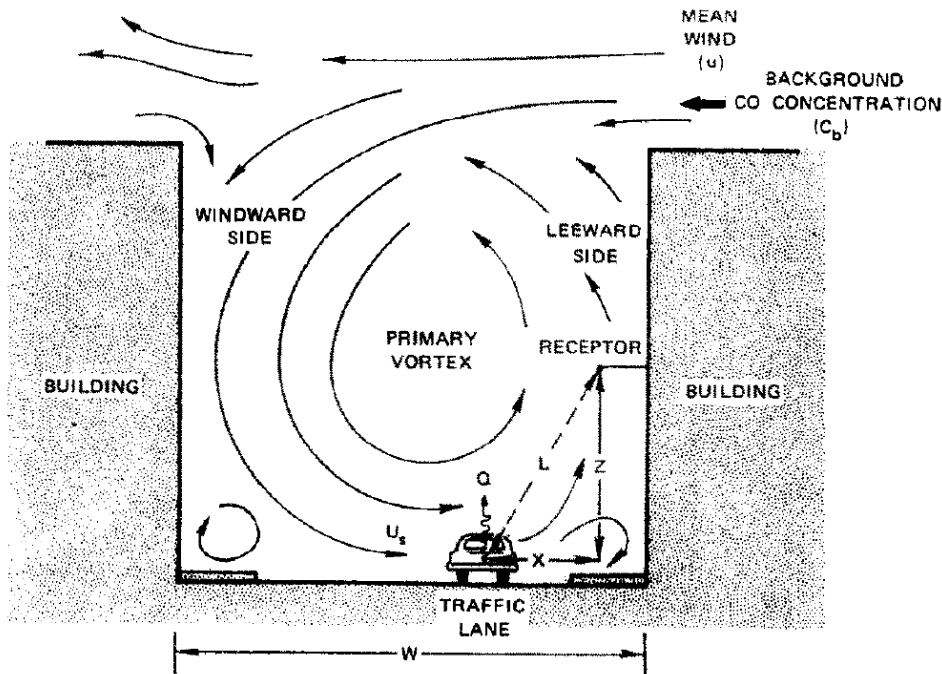 MEAN
WIND
(u)
BACKGROUND
CO CONCENTRATION
(C_b)
WINDWARD
SIDE
LEEWARD
SIDE
PRIMARY
VORTEX
RECEPTOR
BUILDING
BUILDING
L
Z
Q
U_s
X
TRAFFIC
LANE
W